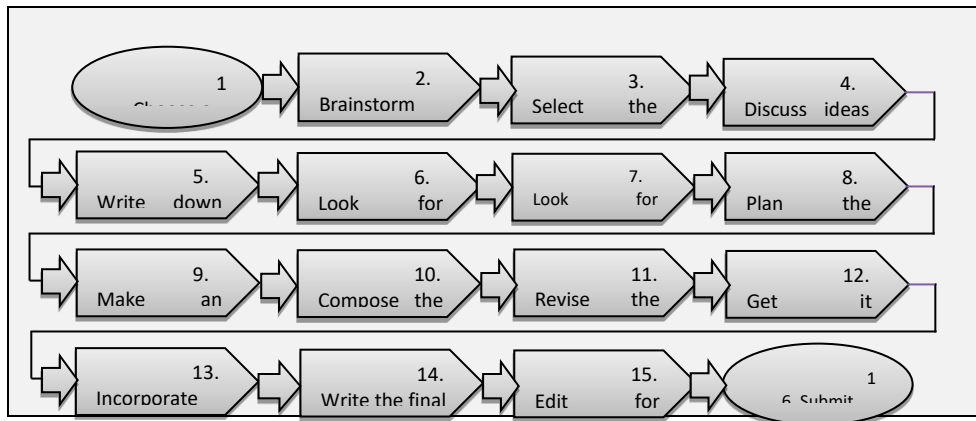 1
2.
Brainstorm
3.
Select the
4.
Discuss ideas
5.
Write down
6.
Look for
7.
Look for
8.
Plan the
9.
Make an
10.
Compose the
11.
Revise the
12.
Get it
13.
Incorporate
14.
Write the final
15.
Edit for
1
6. Submit